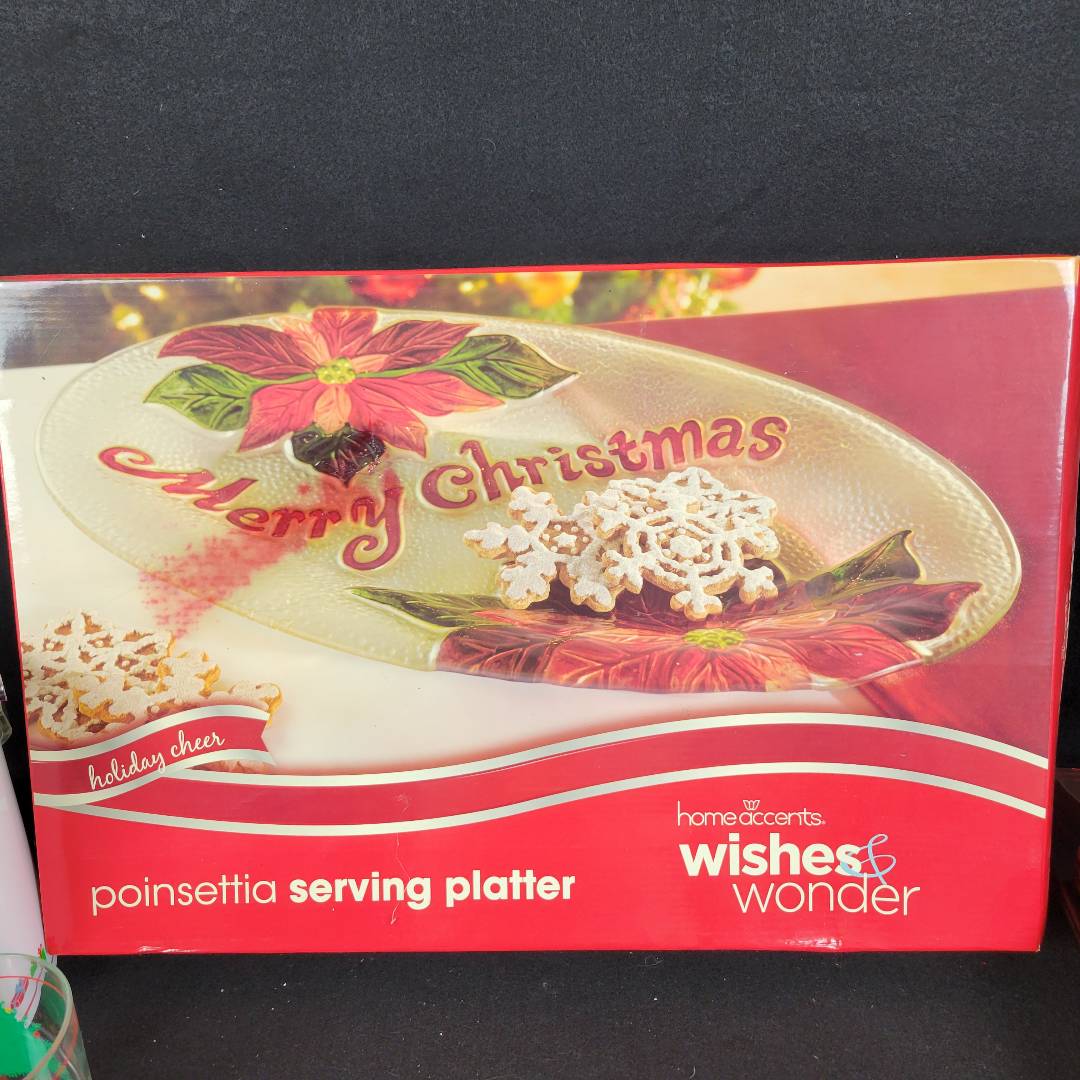 Merry Christmas
holiday cheer
home accents®
wishes &
wonder
poinsettia serving platter